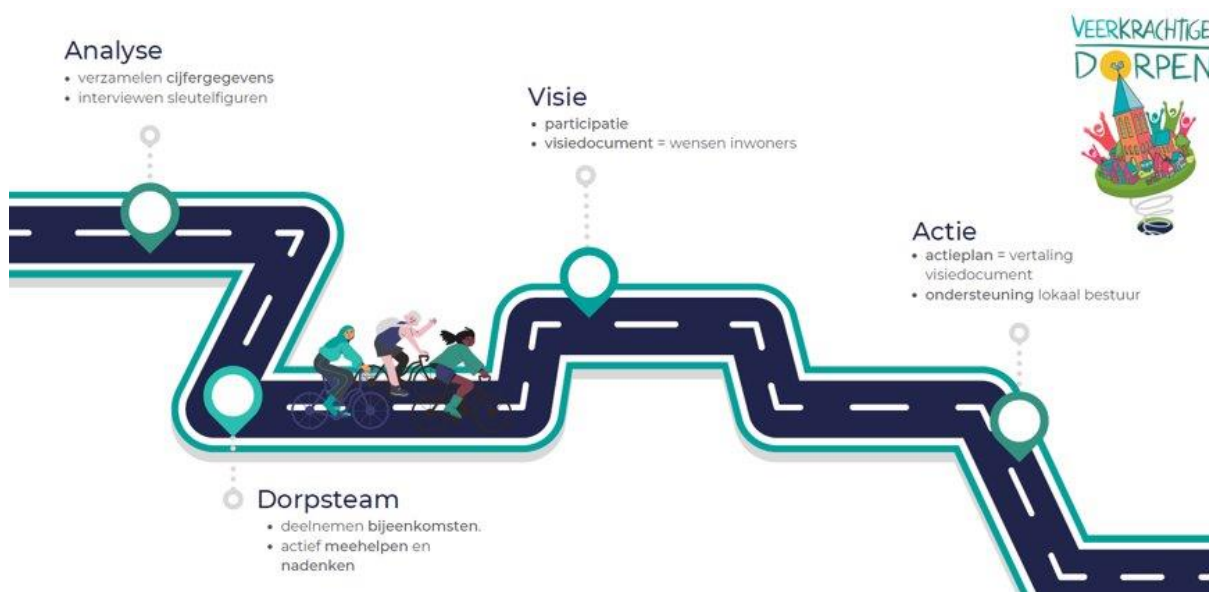 Analyse
• verzamelen cijfergegevens
• interviewen sleutelfiguren
Visie
• participatie
• visiedocument = wensen inwoners
VEERKRACHTIGE
DORPEN
Actie
• actieplan = vertaling
visiedocument
• ondersteuning lokaal bestuur
Dorpsteam
• deelnemen bijeenkomsten.
• actief meehelpen en
nadenken